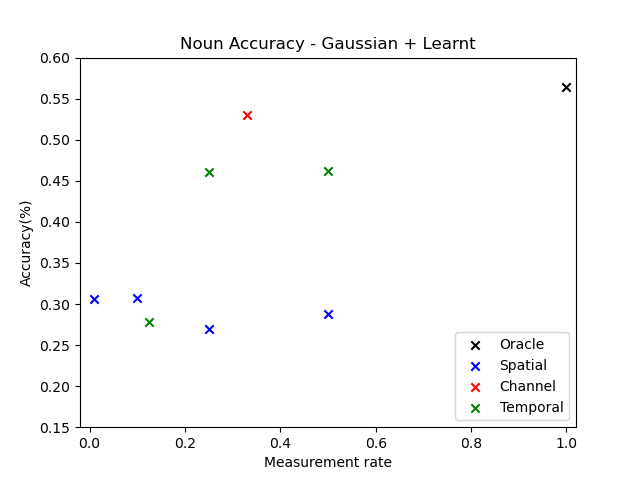 Noun Accuracy - Gaussian + Learnt
0.60
0.55
0.50
0.45
0.40
0.35
0.30
0.25
0.20
0.15
Accuracy(%)
0.0 0.2 0.4 0.6 0.8 1.0
Measurement rate
Oracle
Spatial
Channel
Temporal